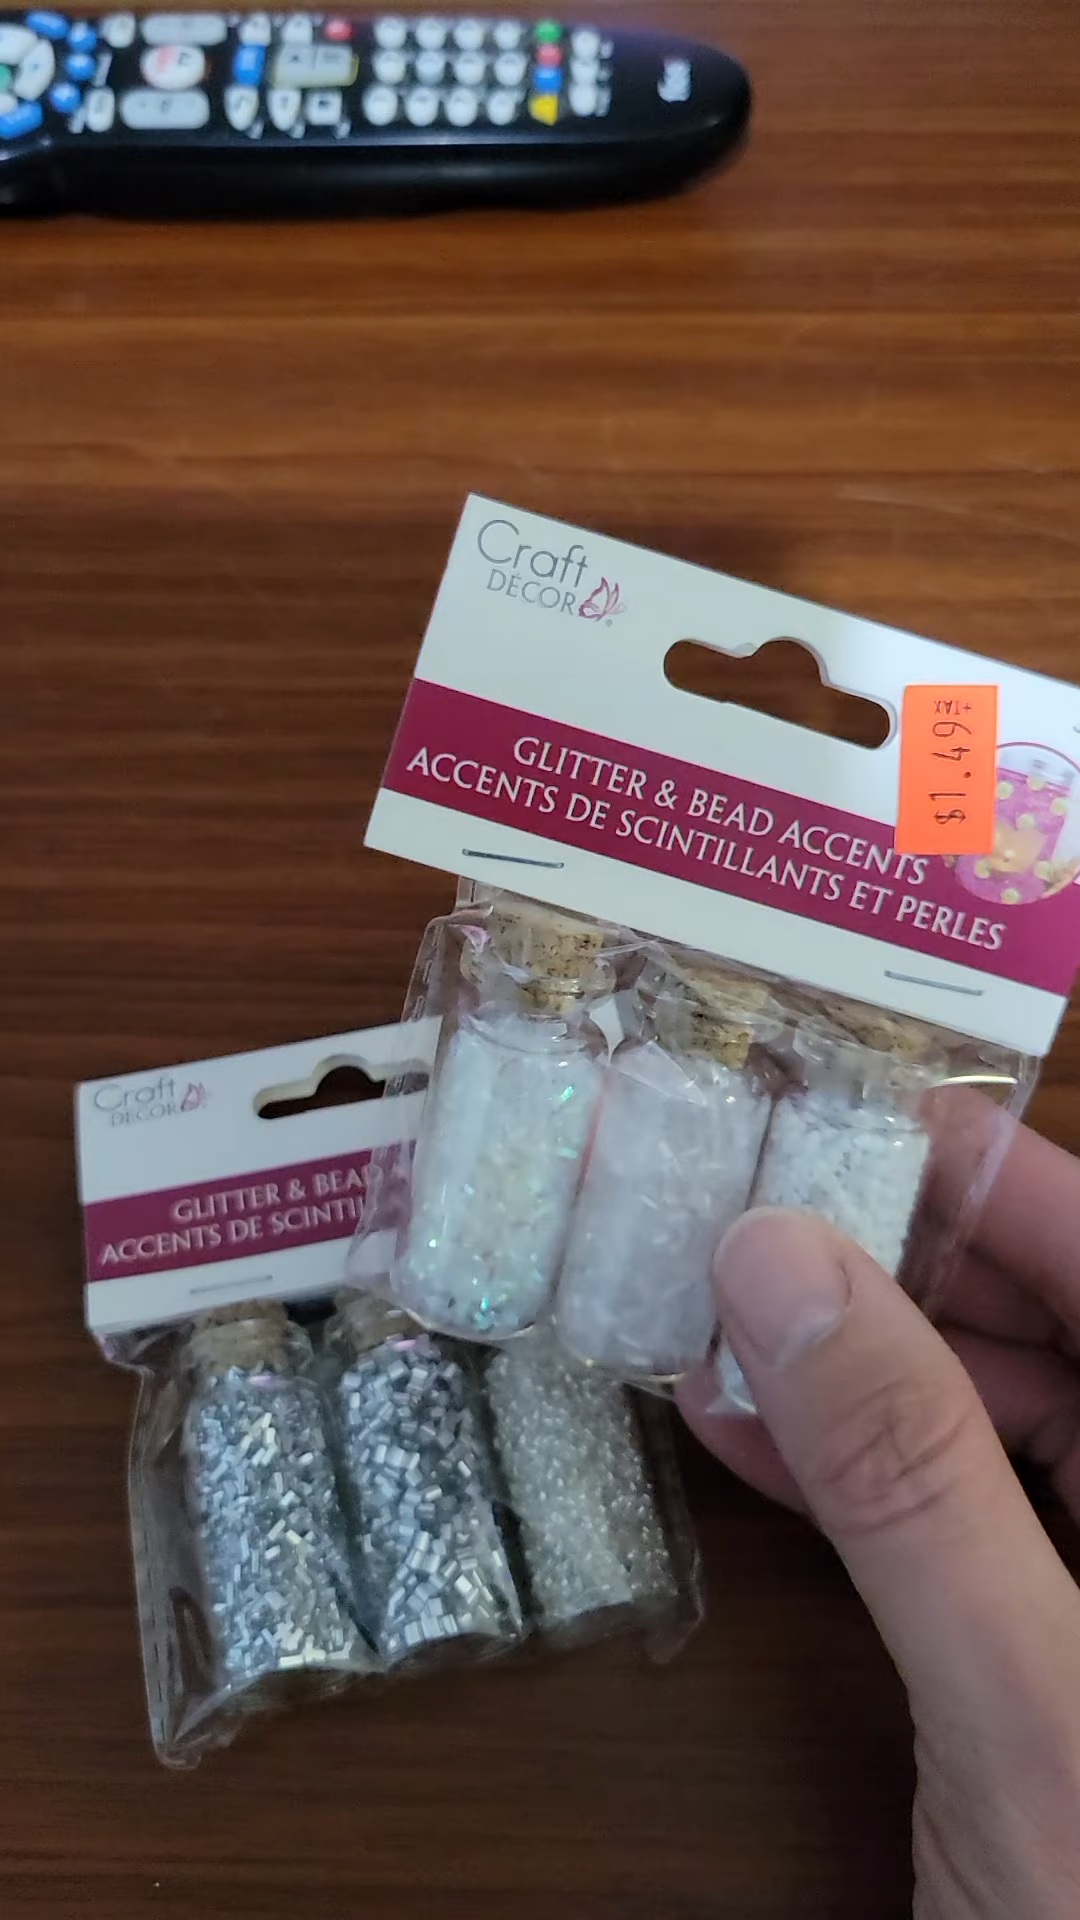 Craft
DÉCOR
GLITTER & BEAD ACCENTS
ACCENTS DE SCINTILLANTS ET PERLES
+TAX
$1.49
Craft
DÉCOR
GLITTER & BEAD
ACCENTS DE